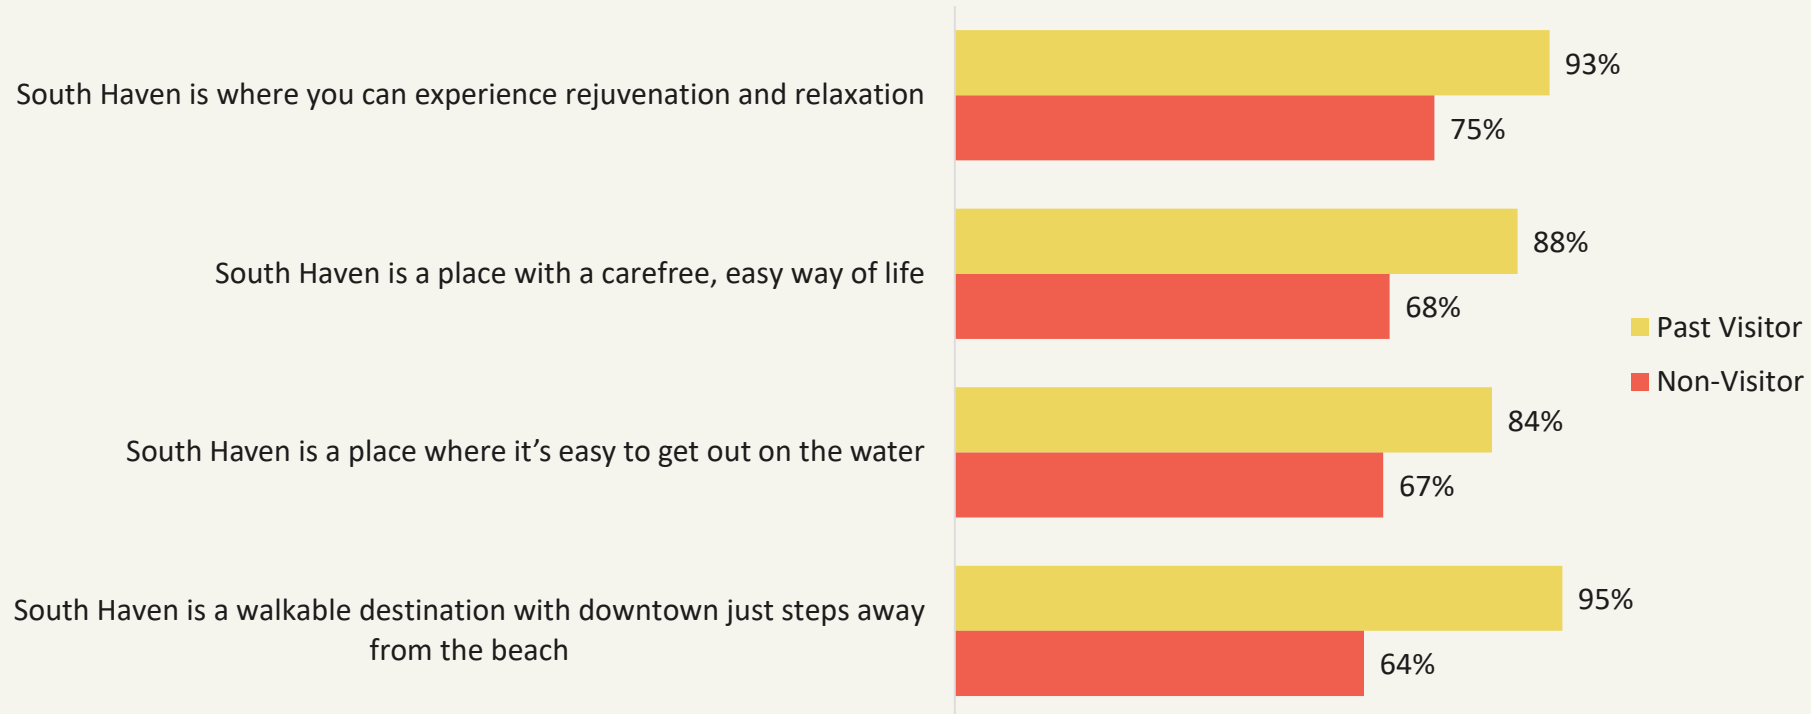 South Haven is where you can experience rejuvenation and relaxation
93%
75%
South Haven is a place with a carefree, easy way of life
88%
68%
South Haven is a place where it’s easy to get out on the water
84%
67%
South Haven is a walkable destination with downtown just steps away
from the beach
95%
64%
Past Visitor
Non-Visitor